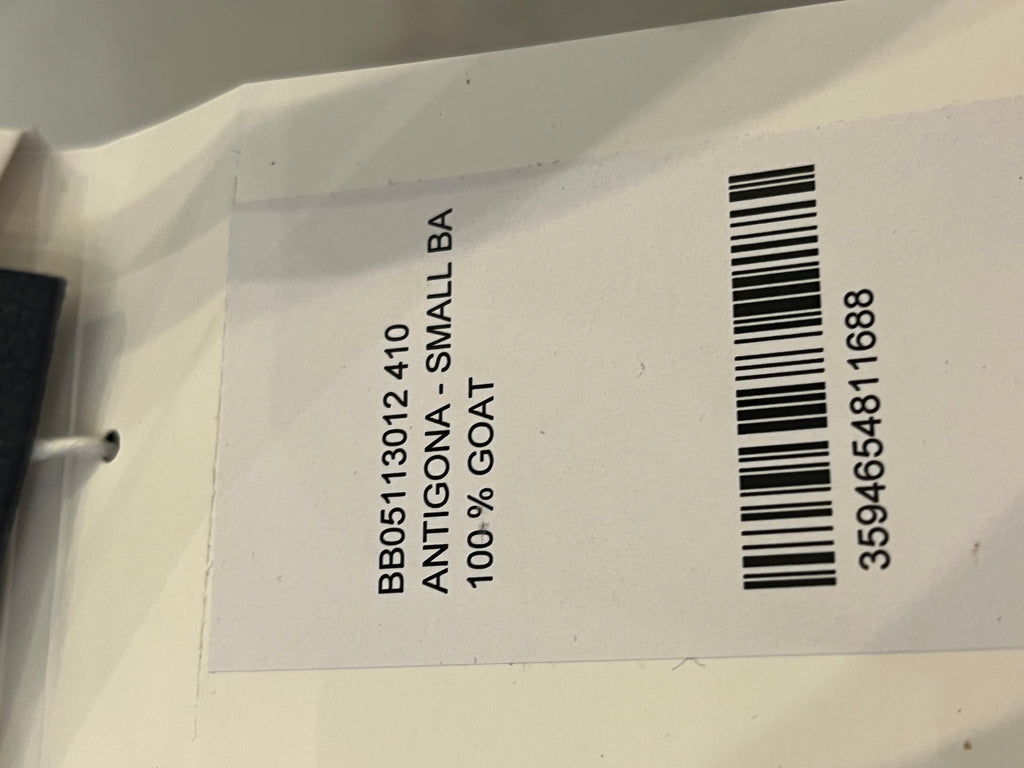 BB05113012 410
ANTIGONA - SMALL BA
100 % GOAT
3594654811688